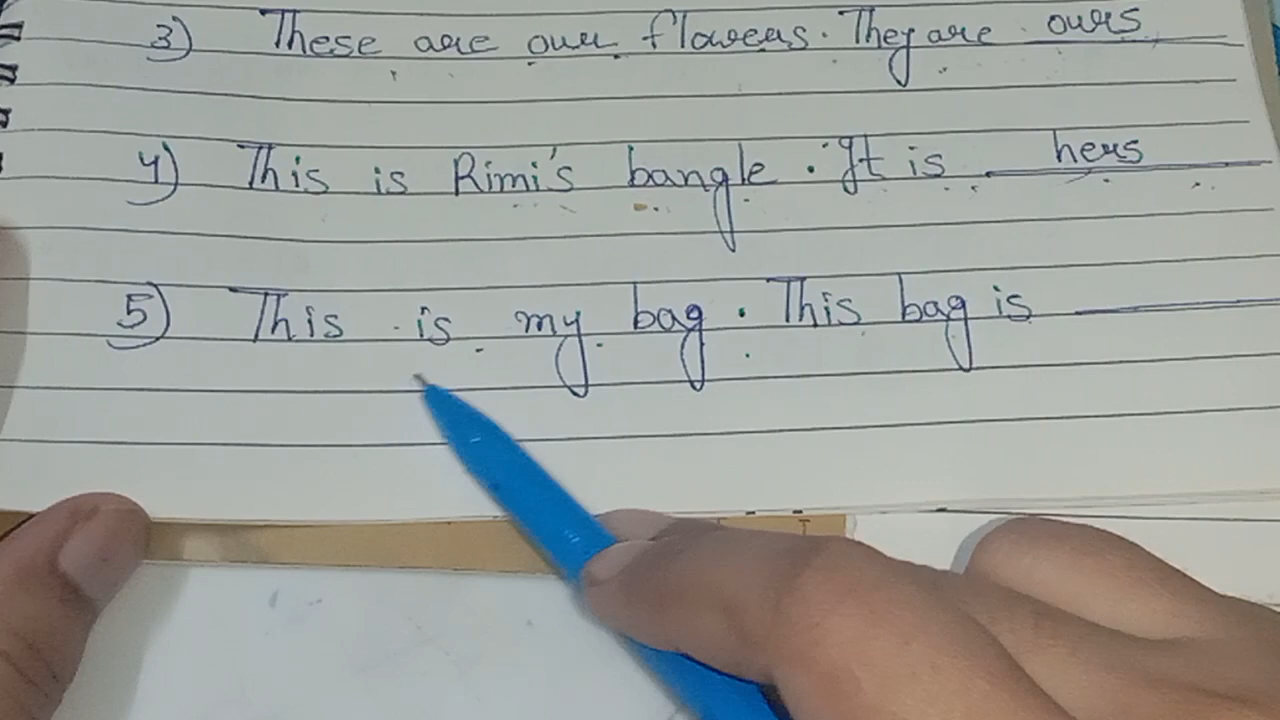 3) These are our flowers. They are ours
4) This is Rimi's bangle. It is hers
5) This is my bag. This bag is